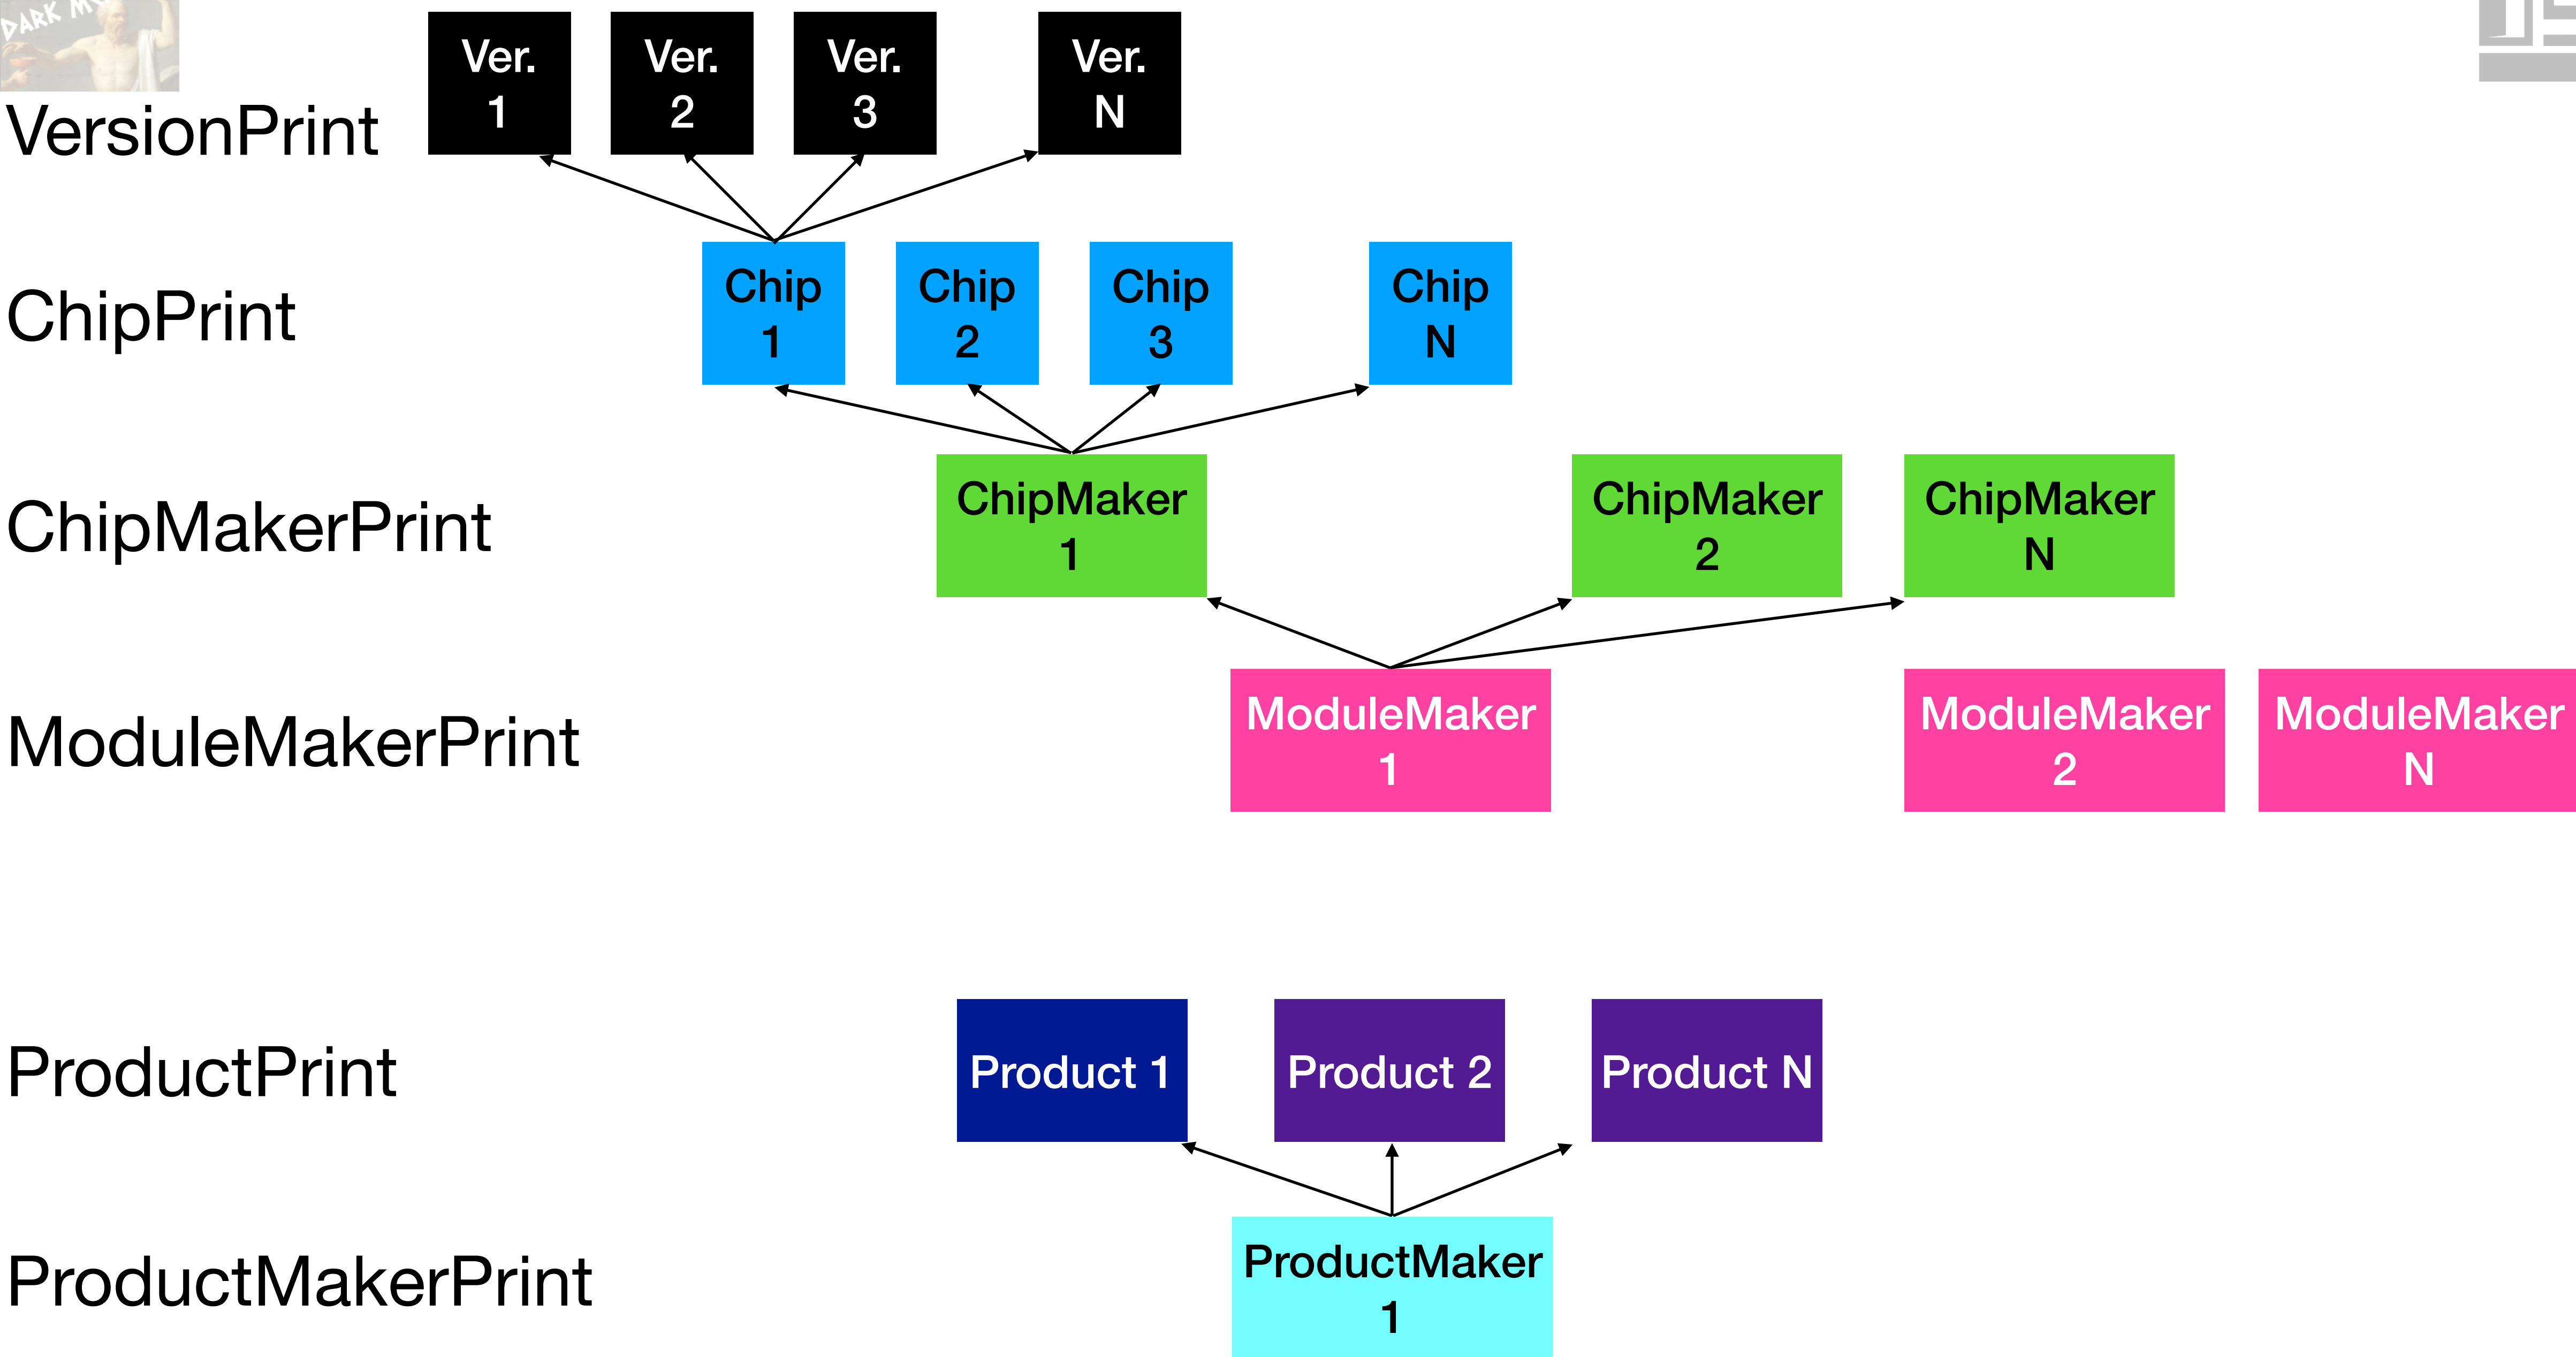 DARK
Ver.
1
Ver.
2
Ver.
3
Ver.
N
VersionPrint
Chip
1
Chip
2
Chip
3
Chip
N
ChipPrint
ChipMaker
1
ChipMaker
2
ChipMaker
N
ChipMakerPrint
ModuleMaker
1
ModuleMaker
2
ModuleMaker
N
ModuleMakerPrint
Product 1
Product 2
Product N
ProductPrint
ProductMaker
1
ProductMakerPrint